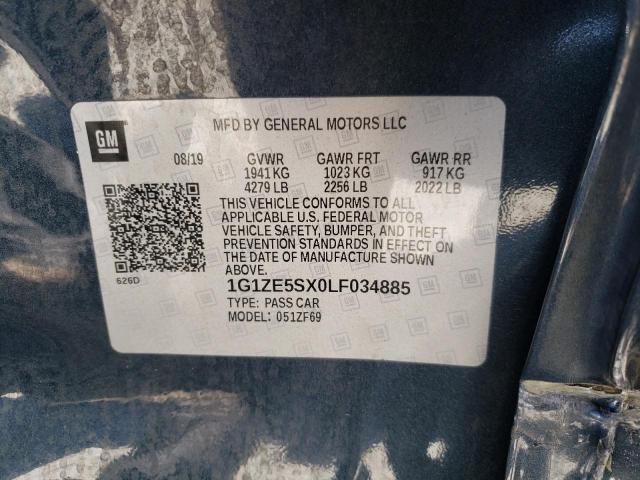 GM
MFD BY GENERAL MOTORS LLC
08/19 GVWR GAWR FRT GAWR RR
1941 KG 1023 KG 917 KG
4279 LB 2256 LB 2022 LB
THIS VEHICLE CONFORMS TO ALL
APPLICABLE U.S. FEDERAL MOTOR
VEHICLE SAFETY, BUMPER, AND THEFT
PREVENTION STANDARDS IN EFFECT ON
THE DATE OF MANUFACTURE SHOWN
ABOVE.
626D
1G1ZE5SX0LF034885
TYPE: PASS CAR
MODEL: 051ZF69